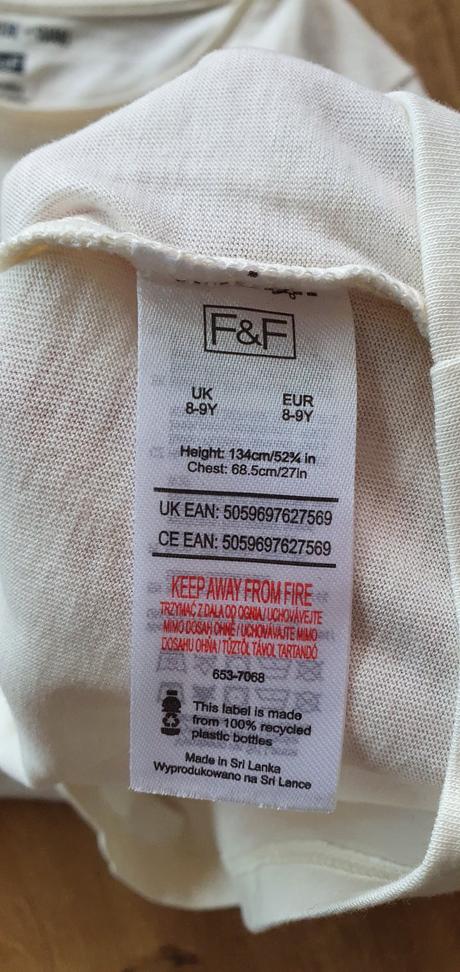 F&F
UK EUR
8-9Y 8-9Y
Height: 134cm/52¾ in
Chest: 68.5cm/27in
UK EAN: 5059697627569
CE EAN: 5059697627569
KEEP AWAY FROM FIRE
TRZYMAĆ Z DALA OD OGNIA/ UCHOVÁVEJTE
MIMO DOSAH OHNĚ / UCHOVÁVAJTE MIMO
DOSAHU OHŇA / TŰZTŐL TÁVOL TARTANDÓ
653-7068
This label is made
from 100% recycled
plastic bottles
Made in Sri Lanka
Wyprodukowano na Sri Lance